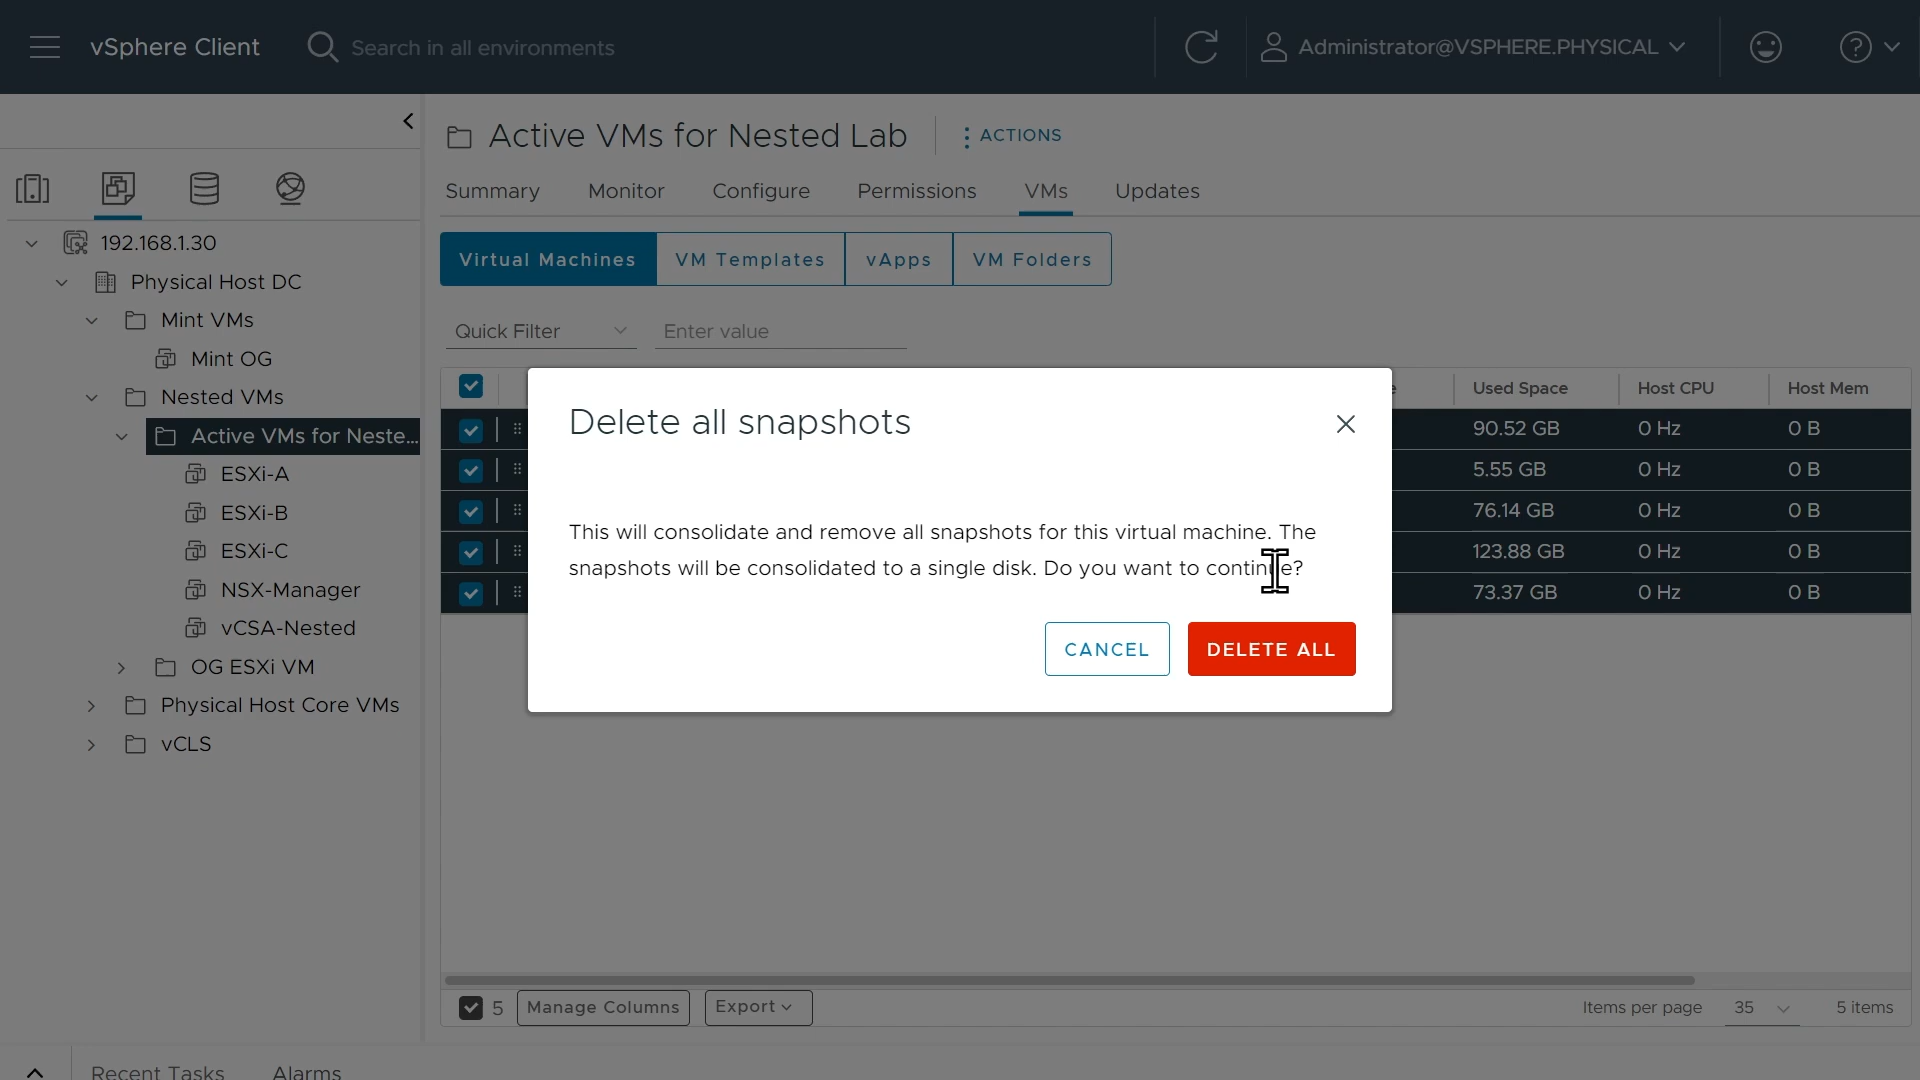 vSphere Client
Search in all environments
Administrator@VSPHERE.PHYSICAL
Active VMs for Nested Lab
ACTIONS
Summary
Monitor
Configure
Permissions
VMs
Updates
192.168.1.30
Physical Host DC
Mint VMs
Mint OG
Nested VMs
Active VMs for Neste...
ESXi-A
ESXi-B
ESXi-C
NSX-Manager
vCSA-Nested
OG ESXi VM
Physical Host Core VMs
vCLS
Virtual Machines
VM Templates
vApps
VM Folders
Quick Filter
Enter value
Used Space
Host CPU
Host Mem
90.52 GB
0 Hz
0 B
5.55 GB
0 Hz
0 B
76.14 GB
0 Hz
0 B
123.88 GB
0 Hz
0 B
73.37 GB
0 Hz
0 B
Delete all snapshots
This will consolidate and remove all snapshots for this virtual machine. The
snapshots will be consolidated to a single disk. Do you want to continue?
CANCEL
DELETE ALL
5
Manage Columns
Export
Items per page
35
5 items
Recent Tasks
Alarms